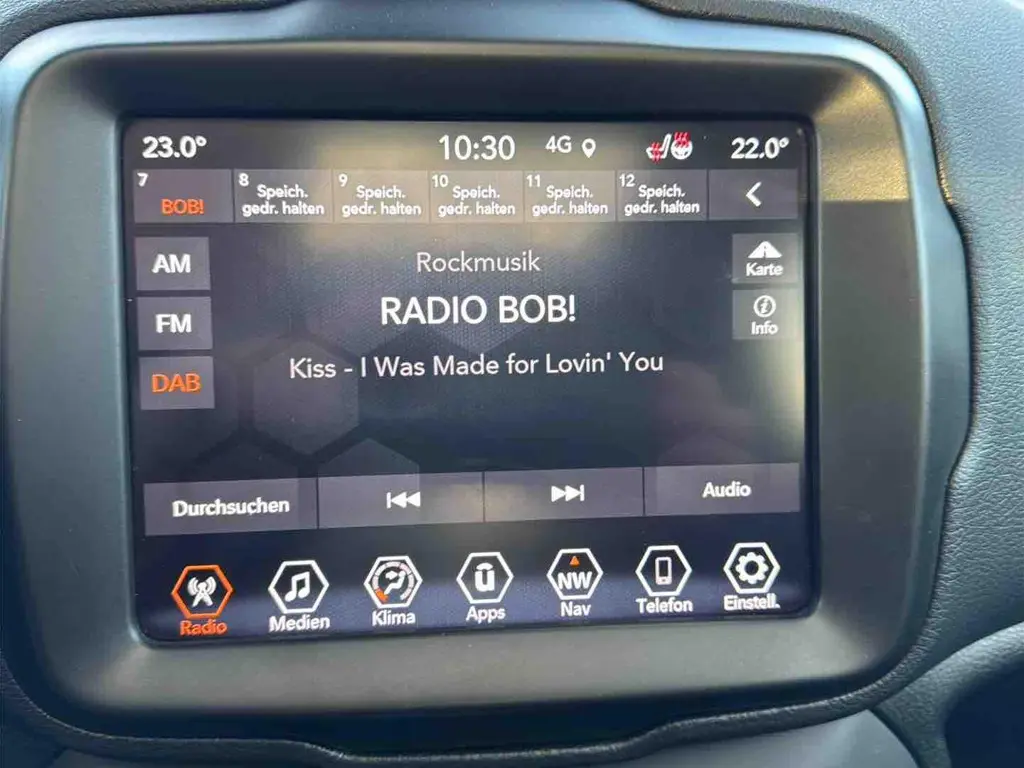 23.0° 10:30 4G 22.0°
7 8 Speich. 9 Speich. 10 Speich. 11 Speich. 12 Speich.
BOB! gedr. halten gedr. halten gedr. halten gedr. halten gedr. halten
AM
Rockmusik
Karte
FM
RADIO BOB!
Info
DAB
Kiss - I Was Made for Lovin' You
Durchsuchen
Audio
Radio Medien Klima ū Apps NW Nav Telefon Einstell.